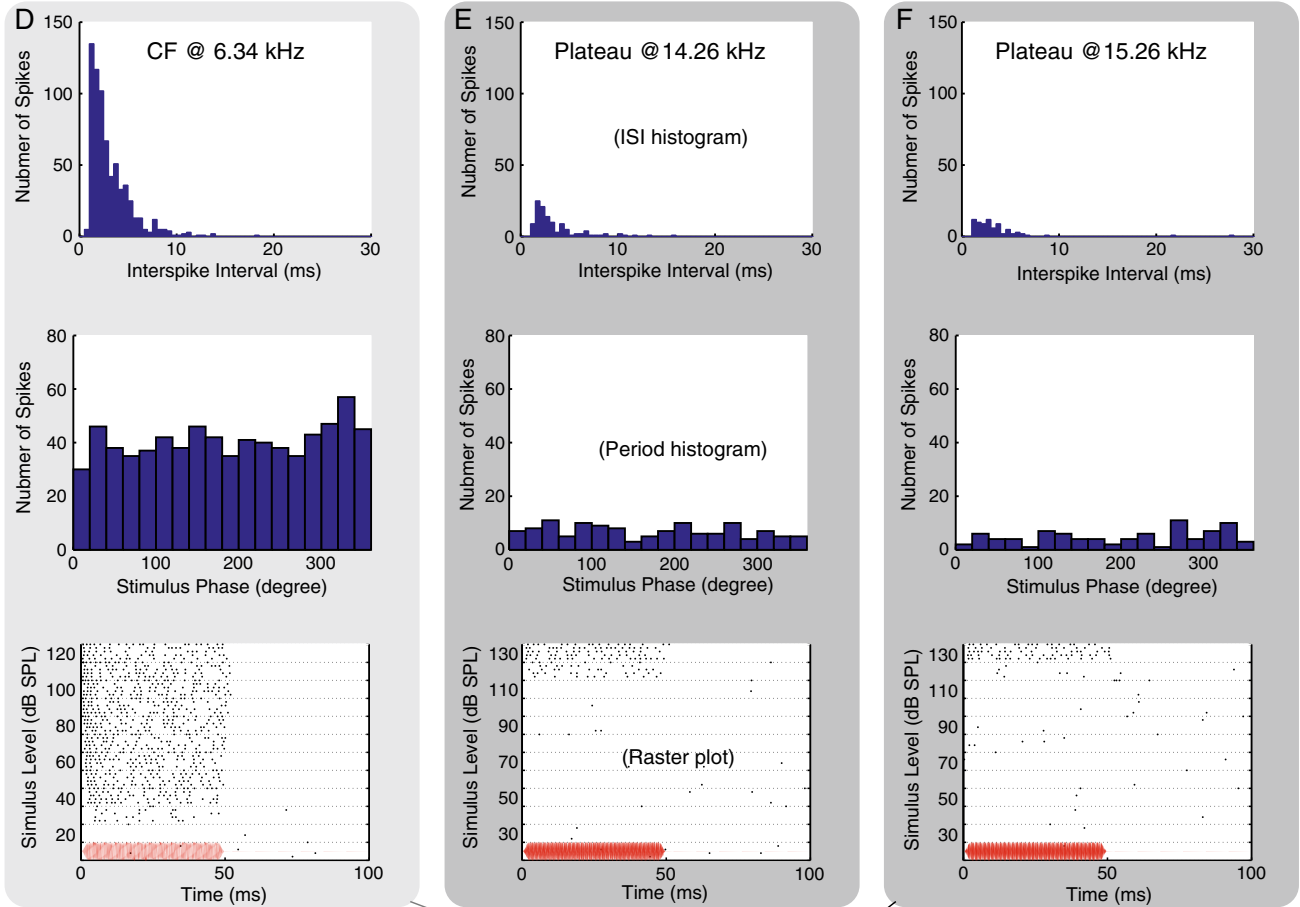 D
CF @ 6.34 kHz
Nubmer of Spikes
150
100
50
0
0 10 20 30
Interspike Interval (ms)
Nubmer of Spikes
80
60
40
20
0
100 200 300
Stimulus Phase (degree)
Simulus Level (dB SPL)
120
100
80
60
40
20
0 50 100
Time (ms)
E
Plateau @14.26 kHz
(ISI histogram)
Nubmer of Spikes
150
100
50
0
0 10 20 30
Interspike Interval (ms)
Nubmer of Spikes
(Period histogram)
80
60
40
20
0
0 100 200 300
Stimulus Phase (degree)
Simulus Level (dB SPL)
(Raster plot)
130
110
90
70
50
30
0 50 100
Time (ms)
F
Plateau @15.26 kHz
Nubmer of Spikes
150
100
50
0
0 10 20 30
Interspike Interval (ms)
Nubmer of Spikes
80
60
40
20
0
0 100 200 300
Stimulus Phase (degree)
Simulus Level (dB SPL)
130
110
90
70
50
30
0 50 100
Time (ms)